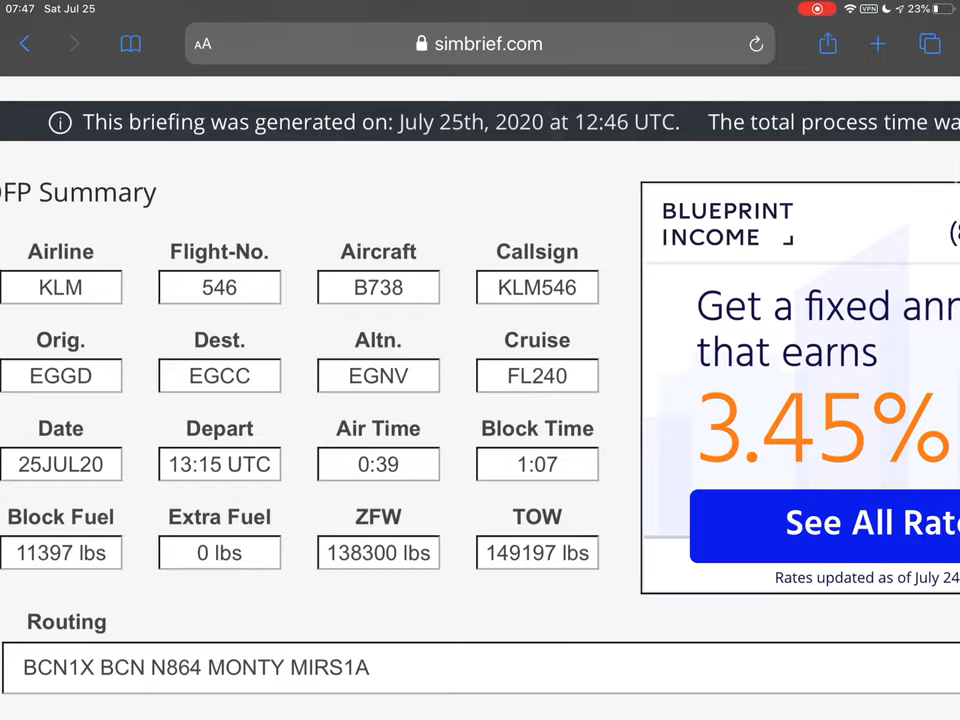 07:47 Sat Jul 25 VPN 23%
AA simbrief.com
This briefing was generated on: July 25th, 2020 at 12:46 UTC. The total process time wa
OFP Summary
Airline Flight-No. Aircraft Callsign
KLM 546 B738 KLM546
Orig. Dest. Altn. Cruise
EGGD EGCC EGNV FL240
Date Depart Air Time Block Time
25JUL20 13:15 UTC 0:39 1:07
Block Fuel Extra Fuel ZFW TOW
11397 lbs 0 lbs 138300 lbs 149197 lbs
Routing
BCN1X BCN N864 MONTY MIRS1A
BLUEPRINT
INCOME
(8
Get a fixed ann
that earns
3.45%
See All Rate
Rates updated as of July 24